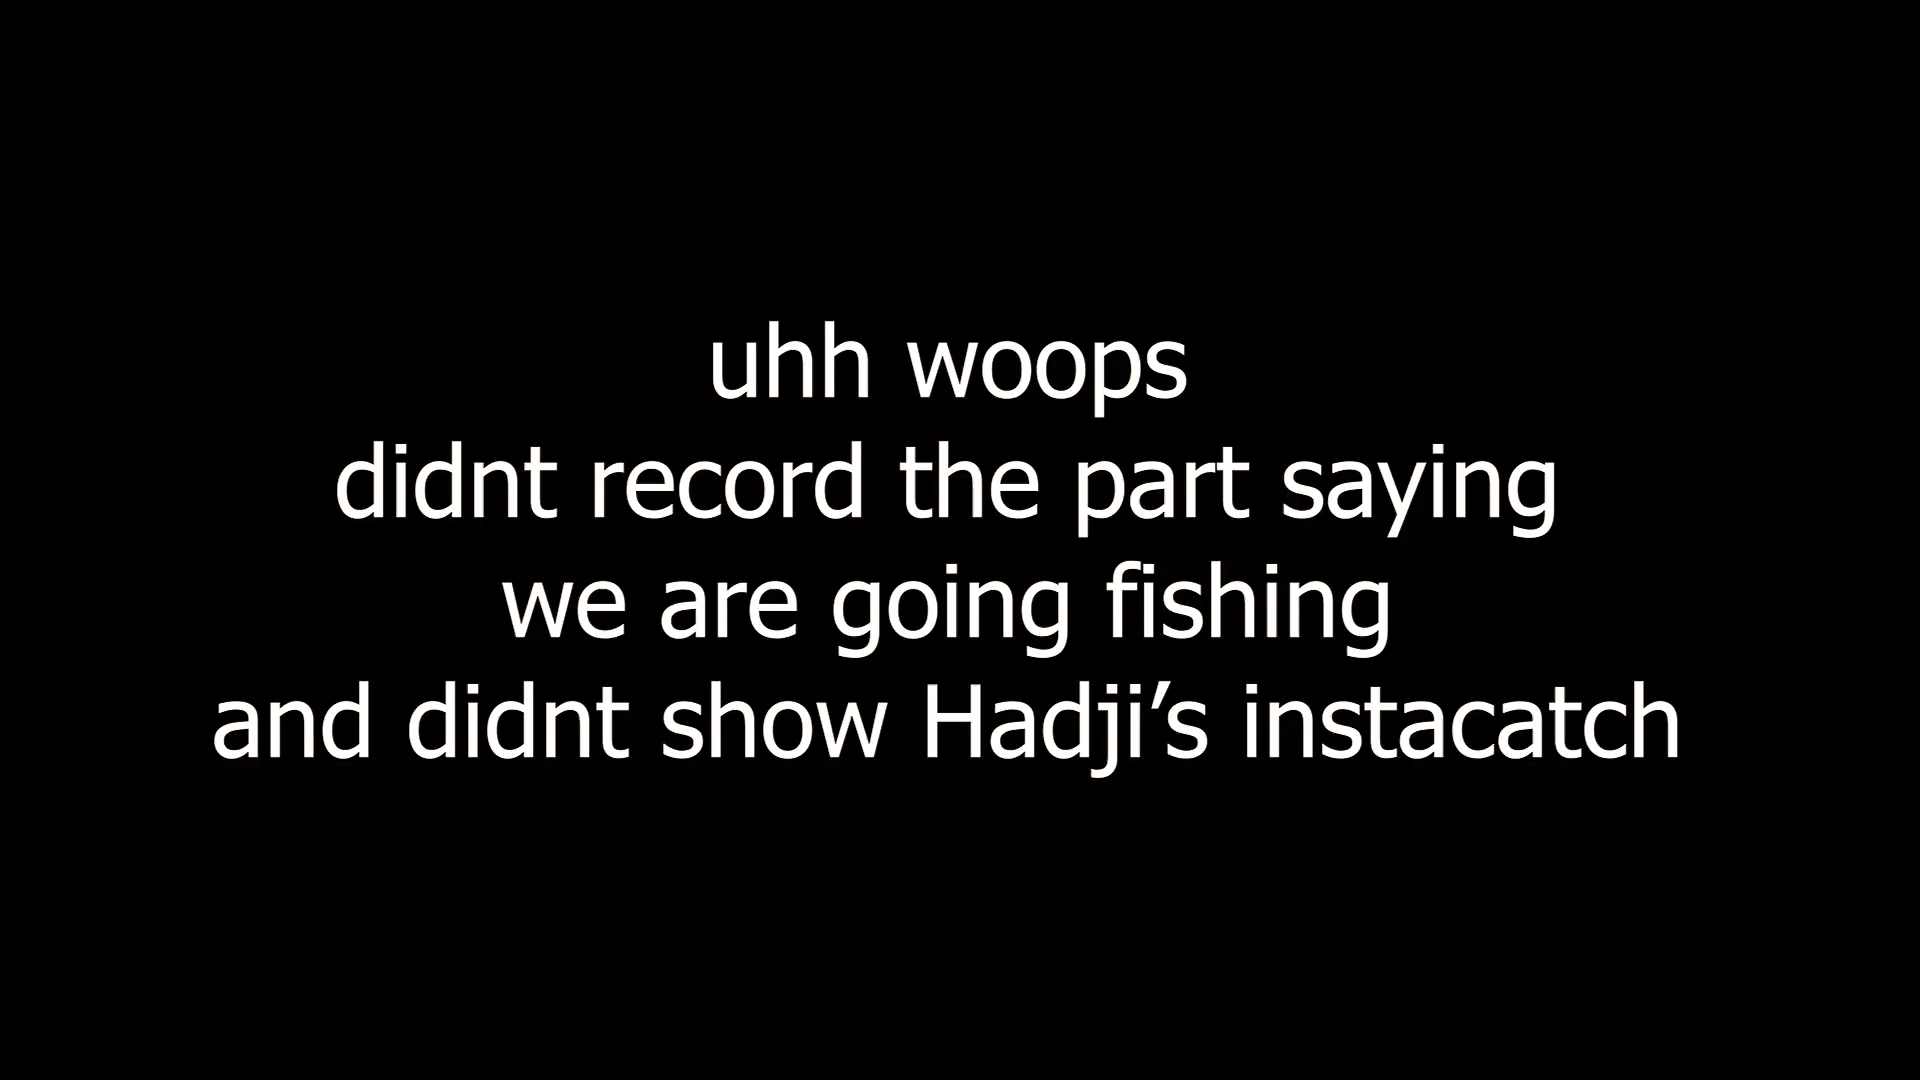 uhh woops
didnt record the part saying
we are going fishing
and didnt show Hadji’s instacatch